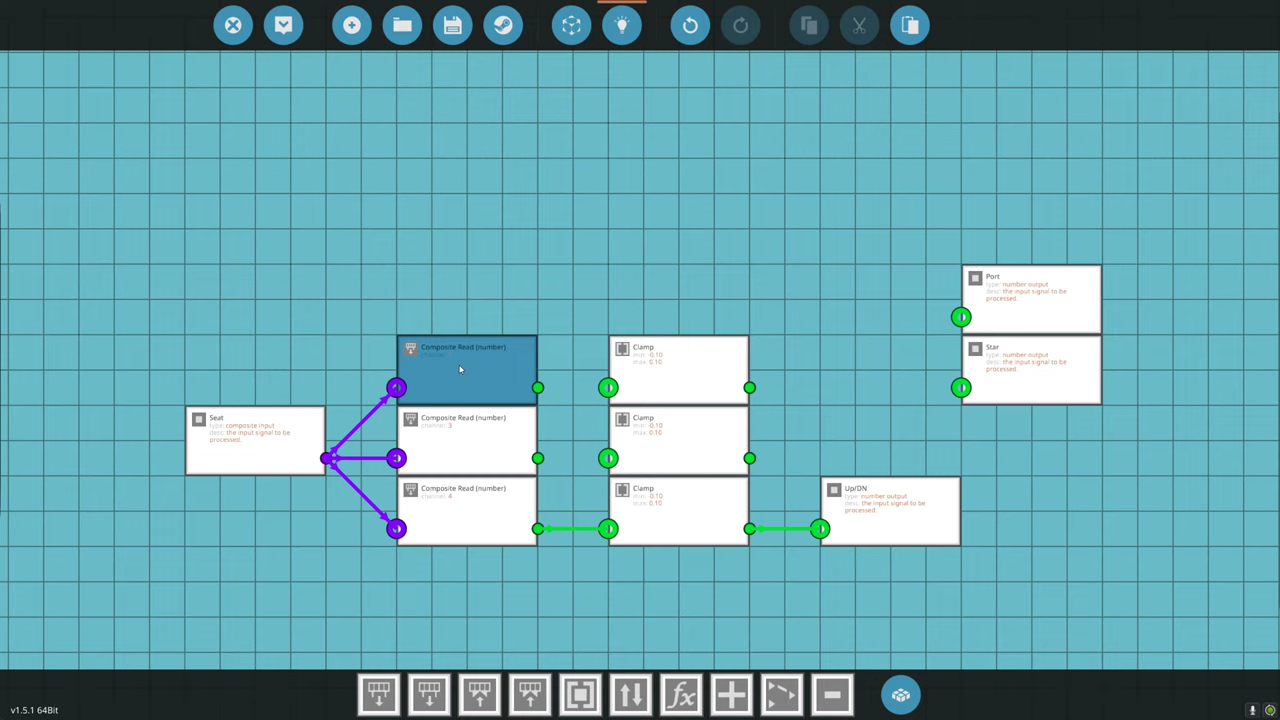 Port
type: number output
desc: the input signal to be
processed.
Composite Read (number)
channel:
Clamp
min: -0.10
max: 0.10
Star
type: number output
desc: the input signal to be
processed.
Seat
type: composite input
desc: the input signal to be
processed.
Composite Read (number)
channel: 3
Clamp
min: -0.10
max: 0.10
Composite Read (number)
channel: 4
Clamp
min: -0.10
max: 0.10
Up/DN
type: number output
desc: the input signal to be
processed.
fx
v1.5.1 64Bit